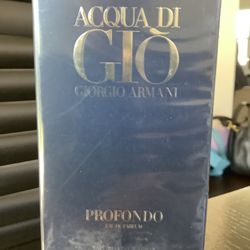 ACQUA DI
GIÒ
GIORGIO ARMANI
PROFONDO
EAU DE PARFUM